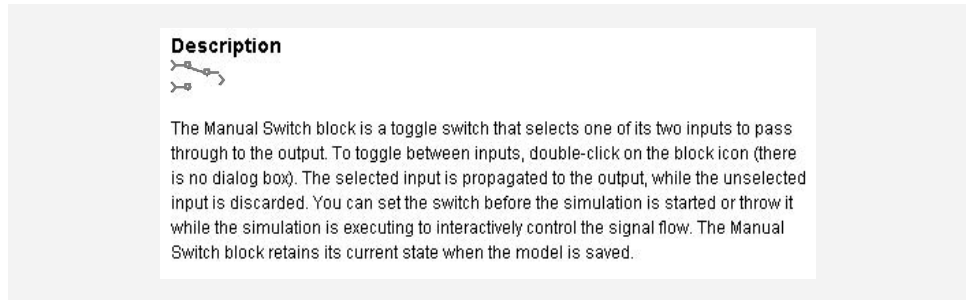 Description
The Manual Switch block is a toggle switch that selects one of its two inputs to pass
through to the output. To toggle between inputs, double-click on the block icon (there
is no dialog box). The selected input is propagated to the output, while the unselected
input is discarded. You can set the switch before the simulation is started or throw it
while the simulation is executing to interactively control the signal flow. The Manual
Switch block retains its current state when the model is saved.